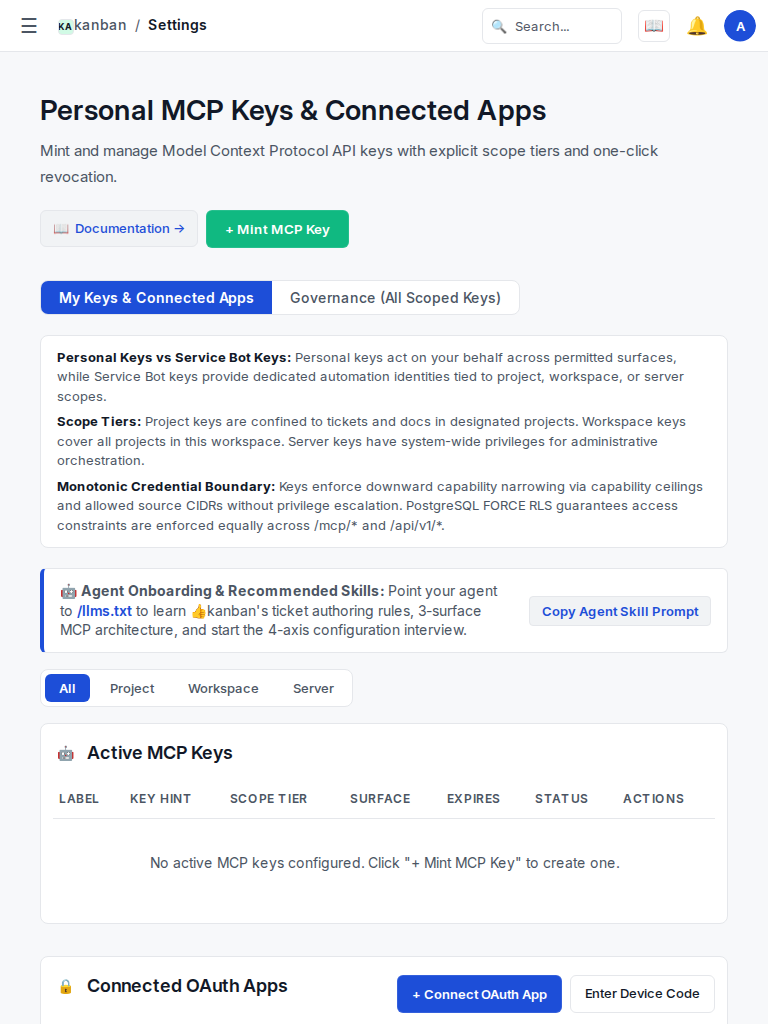 ☰ KA kanban / Settings 🔍 Search... 📖 🔔 A
Personal MCP Keys & Connected Apps
Mint and manage Model Context Protocol API keys with explicit scope tiers and one-click
revocation.
📖 Documentation → + Mint MCP Key
My Keys & Connected Apps Governance (All Scoped Keys)
Personal Keys vs Service Bot Keys: Personal keys act on your behalf across permitted surfaces,
while Service Bot keys provide dedicated automation identities tied to project, workspace, or server
scopes.
Scope Tiers: Project keys are confined to tickets and docs in designated projects. Workspace keys
cover all projects in this workspace. Server keys have system-wide privileges for administrative
orchestration.
Monotonic Credential Boundary: Keys enforce downward capability narrowing via capability ceilings
and allowed source CIDRs without privilege escalation. PostgreSQL FORCE RLS guarantees access
constraints are enforced equally across /mcp/* and /api/v1/*.
🤖 Agent Onboarding & Recommended Skills: Point your agent
to /llms.txt to learn 👍kanban's ticket authoring rules, 3-surface
MCP architecture, and start the 4-axis configuration interview.
Copy Agent Skill Prompt
All Project Workspace Server
🤖 Active MCP Keys
LABEL KEY HINT SCOPE TIER SURFACE EXPIRES STATUS ACTIONS
No active MCP keys configured. Click "+ Mint MCP Key" to create one.
🔒 Connected OAuth Apps + Connect OAuth App Enter Device Code